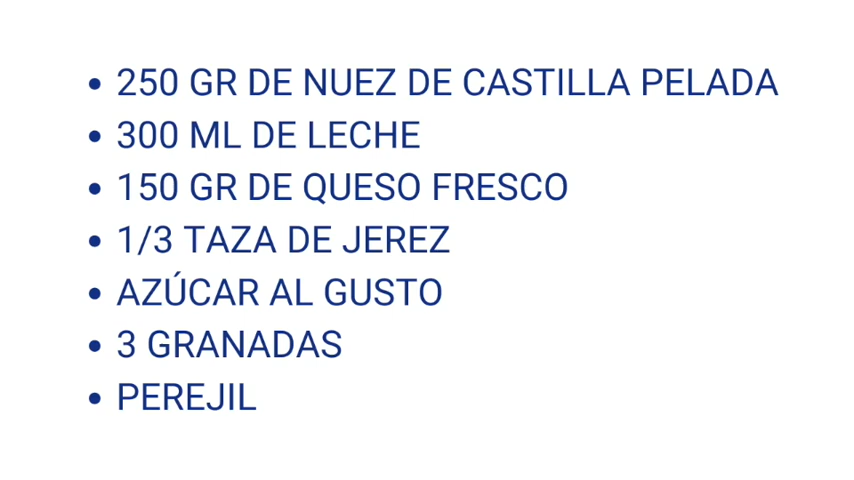 • 250 GR DE NUEZ DE CASTILLA PELADA
• 300 ML DE LECHE
• 150 GR DE QUESO FRESCO
• 1/3 TAZA DE JEREZ
• AZÚCAR AL GUSTO
• 3 GRANADAS
• PEREJIL